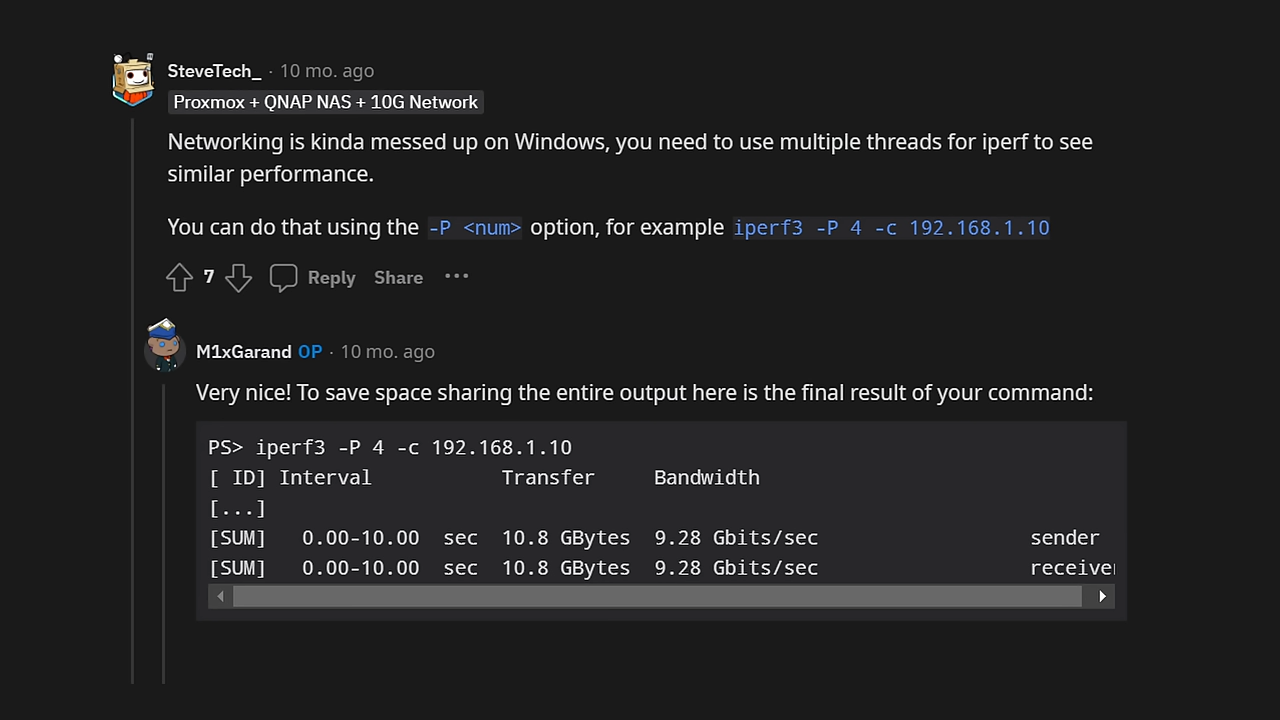 SteveTech_ · 10 mo. ago
Proxmox + QNAP NAS + 10G Network
Networking is kinda messed up on Windows, you need to use multiple threads for iperf to see
similar performance.
You can do that using the -P <num> option, for example iperf3 -P 4 -c 192.168.1.10
7 Reply Share ···
M1xGarand OP · 10 mo. ago
Very nice! To save space sharing the entire output here is the final result of your command:
PS> iperf3 -P 4 -c 192.168.1.10
[ ID] Interval           Transfer     Bandwidth
[...]
[SUM]   0.00-10.00  sec  10.8 GBytes  9.28 Gbits/sec                  sender
[SUM]   0.00-10.00  sec  10.8 GBytes  9.28 Gbits/sec                  receiver